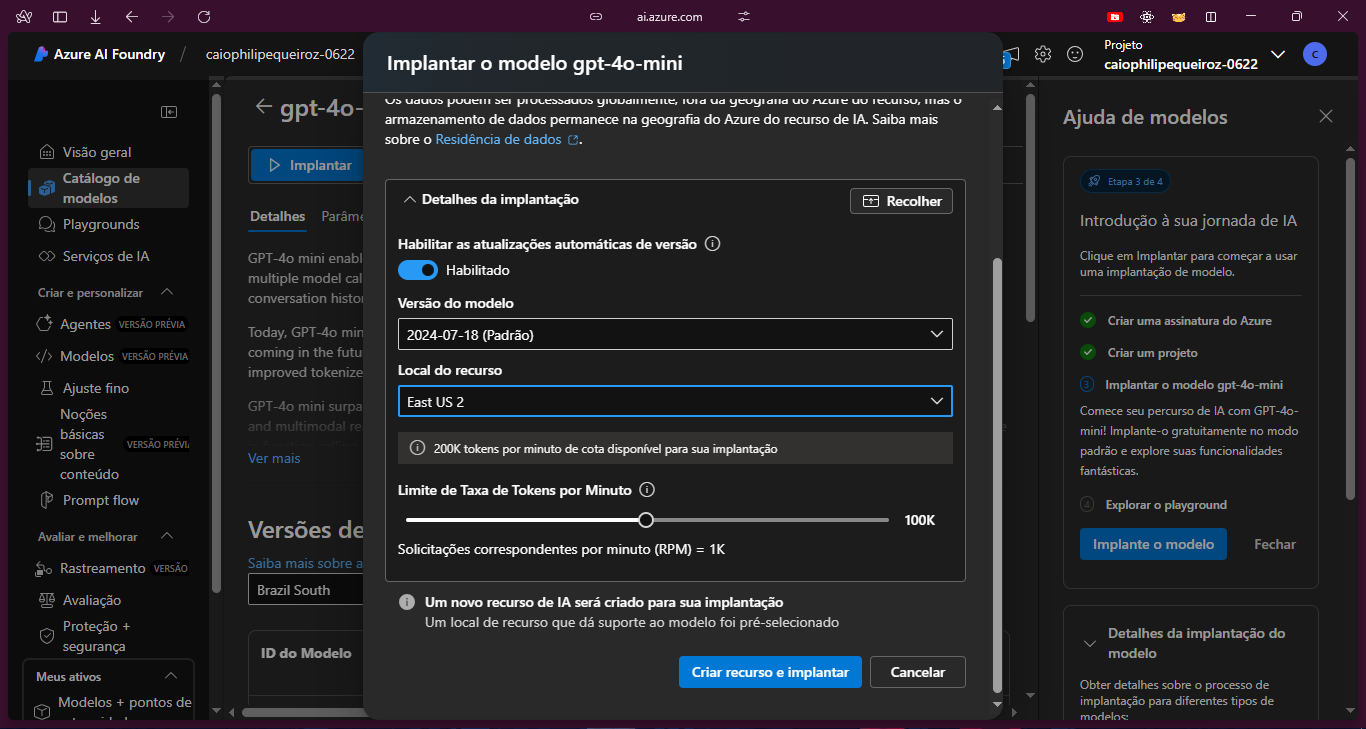 ai.azure.com
Azure AI Foundry
/
caiophilipequeiroz-0622
Projeto
caiophilipequeiroz-0622
C
Visão geral
Catálogo de
modelos
Playgrounds
Serviços de IA
Criar e personalizar
Agentes VERSÃO PRÉVIA
Modelos VERSÃO PRÉVIA
Ajuste fino
Noções
básicas
sobre
conteúdo
VERSÃO PRÉVI
Prompt flow
Avaliar e melhorar
Rastreamento VERSÃO
Avaliação
Proteção +
segurança
Meus ativos
Modelos + pontos de
gpt-4o-
Implantar
Detalhes Parâme
GPT-4o mini enabl
multiple model cal
conversation histor
Today, GPT-4o min
coming in the futu
improved tokenize
GPT-4o mini surpa
and multimodal rea
Ver mais
Versões de
Saiba mais sobre a
Brazil South
ID do Modelo
Implantar o modelo gpt-4o-mini
Os dados podem ser processados globalmente, fora da geografia do Azure do recurso, mas o
armazenamento de dados permanece na geografia do Azure do recurso de IA. Saiba mais
sobre o Residência de dados.
Detalhes da implantação
Recolher
Habilitar as atualizações automáticas de versão
Habilitado
Versão do modelo
2024-07-18 (Padrão)
Local do recurso
East US 2
200K tokens por minuto de cota disponível para sua implantação
Limite de Taxa de Tokens por Minuto
100K
Solicitações correspondentes por minuto (RPM) = 1K
Um novo recurso de IA será criado para sua implantação
Um local de recurso que dá suporte ao modelo foi pré-selecionado
Criar recurso e implantar
Cancelar
Ajuda de modelos
Etapa 3 de 4
Introdução à sua jornada de IA
Clique em Implantar para começar a usar
uma implantação de modelo.
Criar uma assinatura do Azure
Criar um projeto
3 Implantar o modelo gpt-4o-mini
Comece seu percurso de IA com GPT-4o-
mini! Implante-o gratuitamente no modo
padrão e explore suas funcionalidades
fantásticas.
4 Explorar o playground
Implante o modelo
Fechar
Detalhes da implantação do
modelo
Obter detalhes sobre o processo de
implantação para diferentes tipos de
modelos: